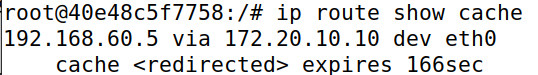 root@40e48c5f7758:/# ip route show cache
192.168.60.5 via 172.20.10.10 dev eth0
    cache <redirected> expires 166sec